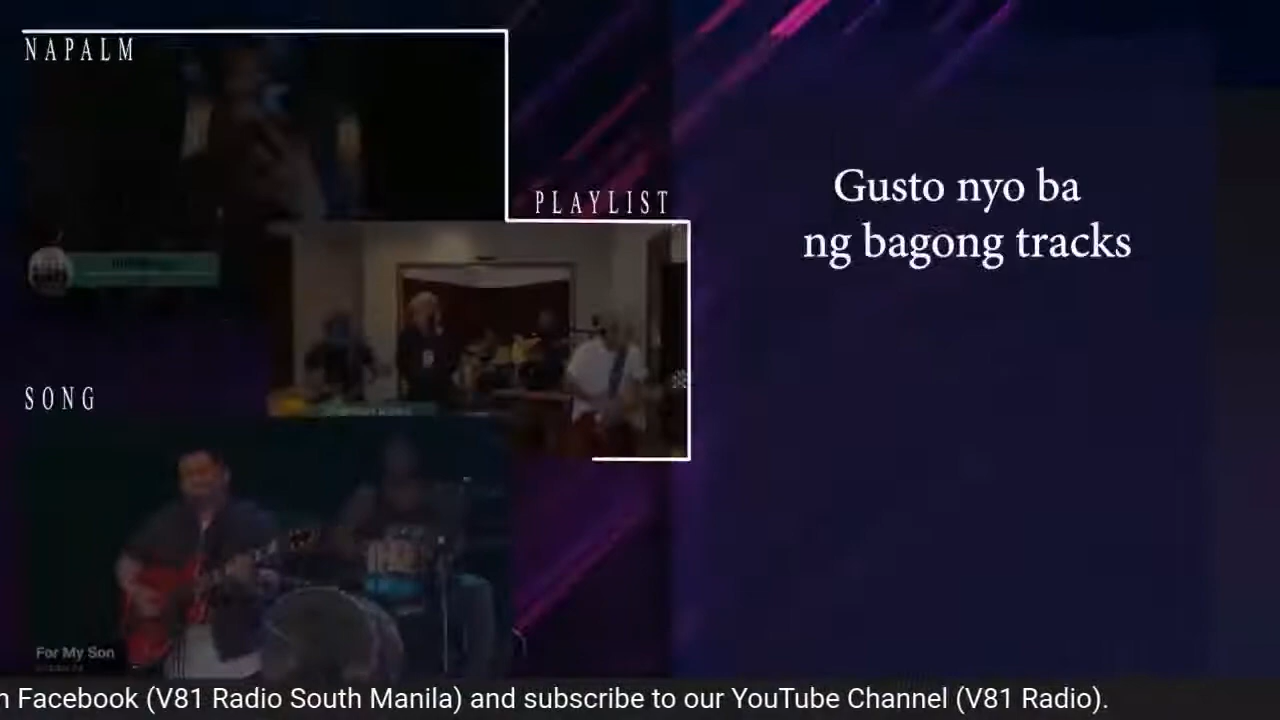 NAPALM
PLAYLIST
SONG
Gusto nyo ba
ng bagong tracks
For My Son
Facebook (V81 Radio South Manila) and subscribe to our YouTube Channel (V81 Radio).